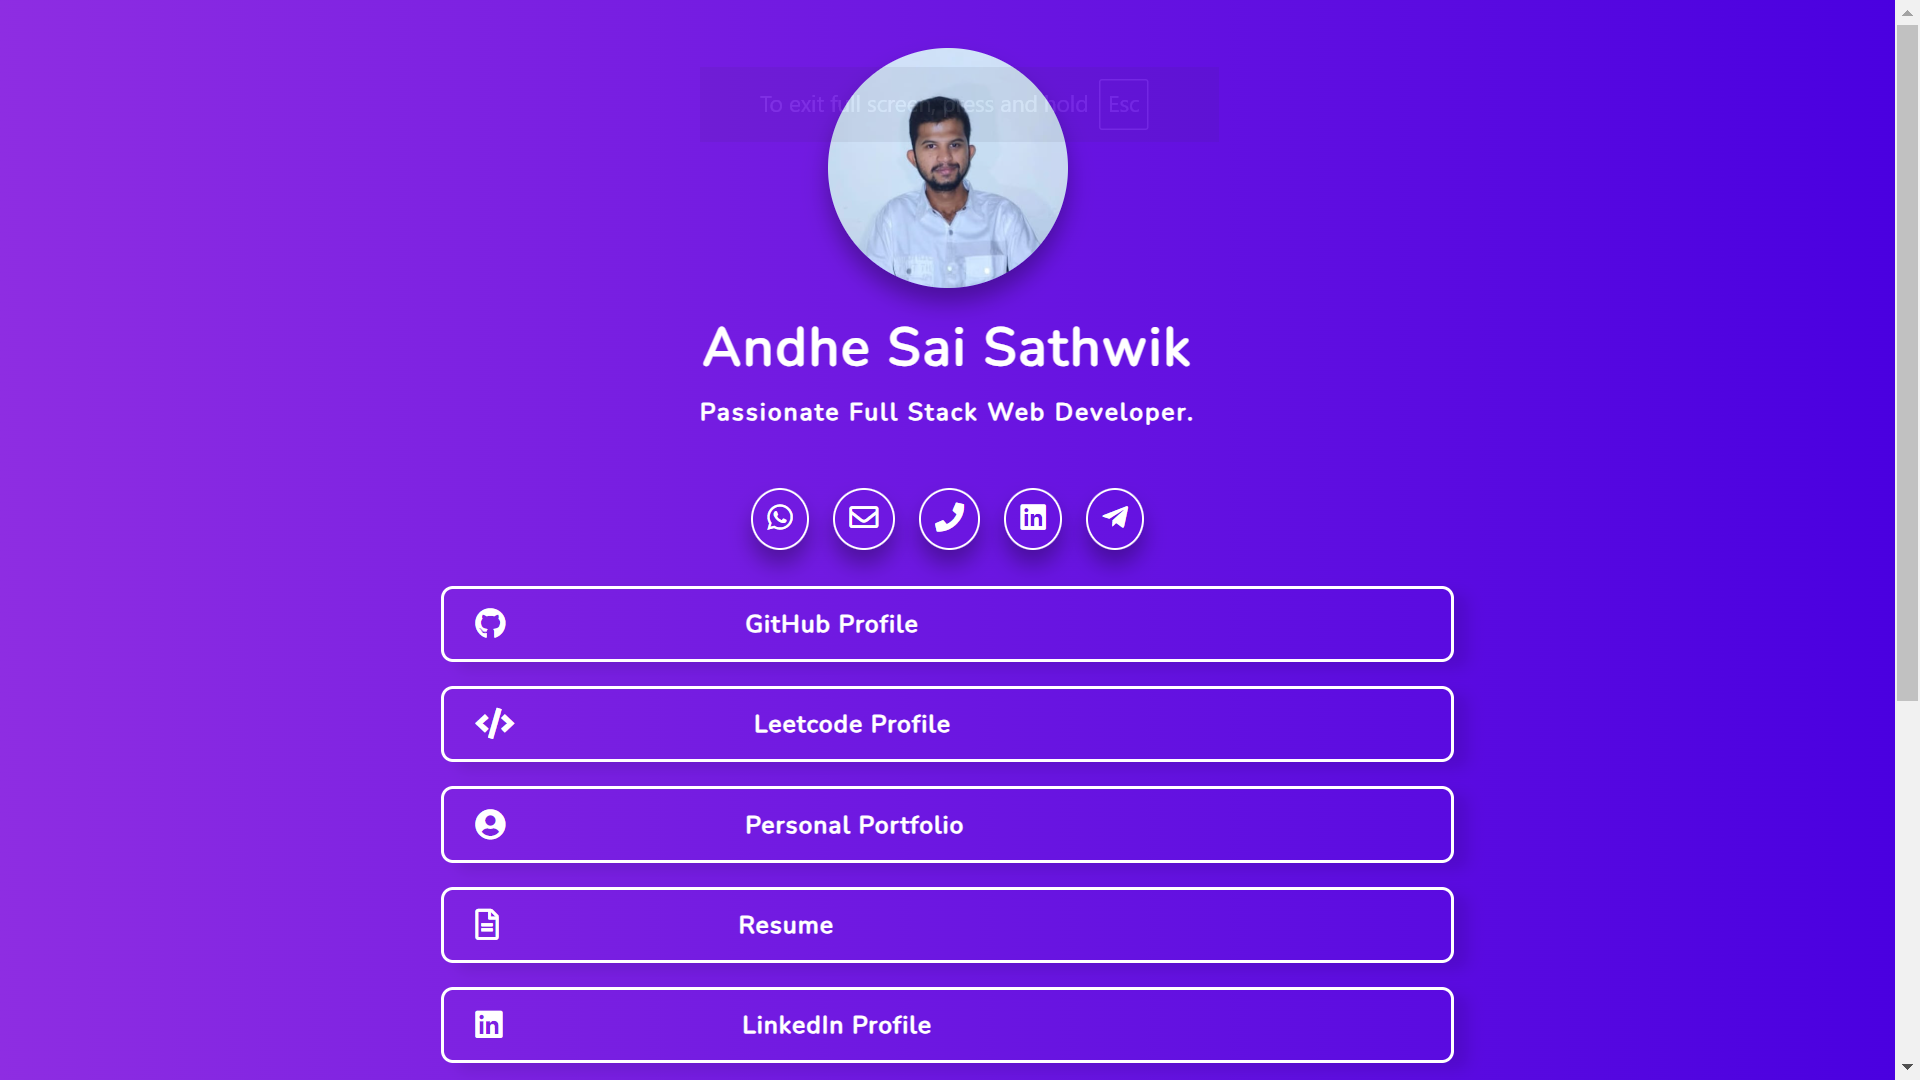 To exit full screen, press and hold Esc
Andhe Sai Sathwik
Passionate Full Stack Web Developer.
GitHub Profile
Leetcode Profile
Personal Portfolio
Resume
LinkedIn Profile